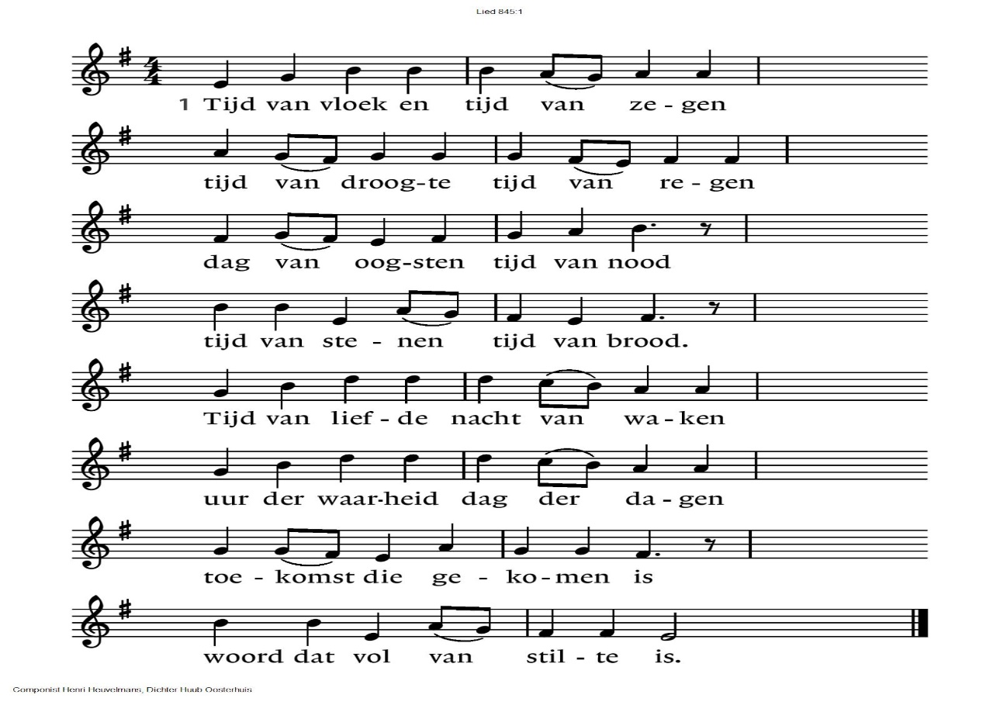 Lied 845:1
1 Tijd van vloek en tijd van ze - gen
tijd van droog-te tijd van re - gen
dag van oog-sten tijd van nood
tijd van ste - nen tijd van brood.
Tijd van lief - de nacht van wa - ken
uur der waar-heid dag der da - gen
toe - komst die ge - ko - men is
woord dat vol van stil - te is.
Componist Henri Heuvelmans, Dichter Huub Oosterhuis